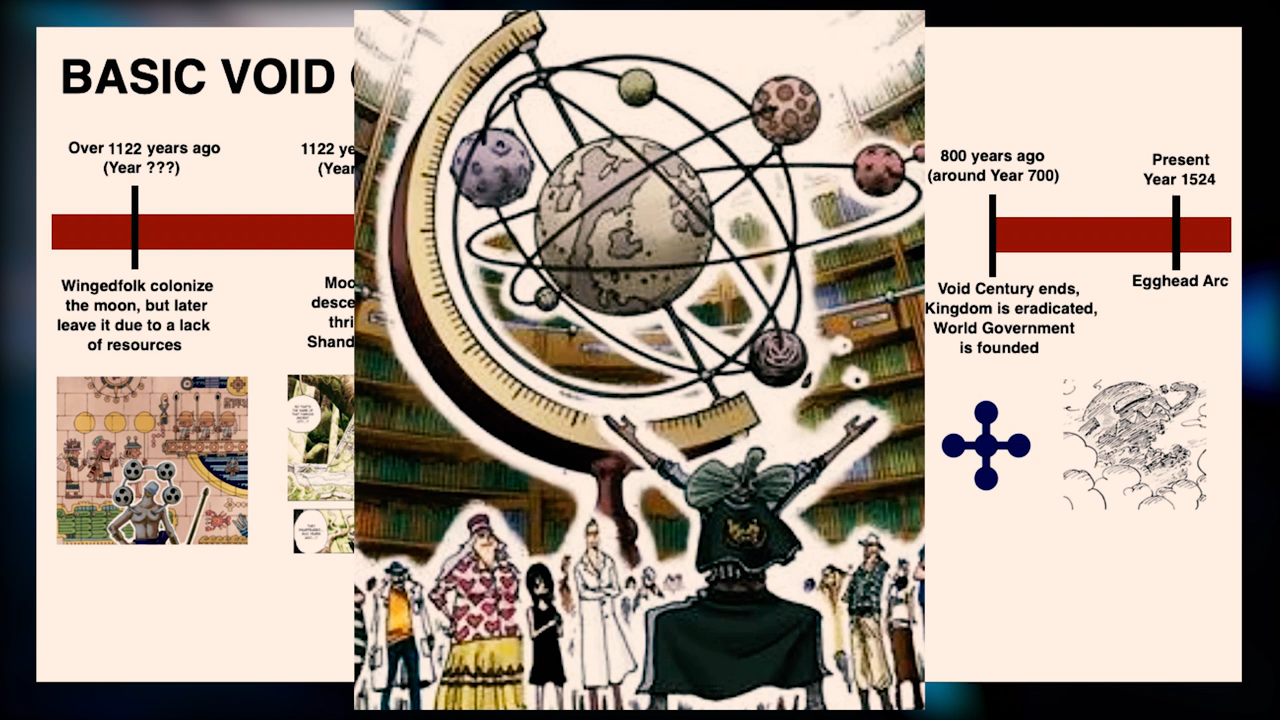 BASIC VOID
Over 1122 years ago
(Year ???)
1122 ye
(Year
800 years ago
(around Year 700)
Present
Year 1524
Wingedfolk colonize
the moon, but later
leave it due to a lack
of resources
Moo
desce
thri
Shand
Void Century ends,
Kingdom is eradicated,
World Government
is founded
Egghead Arc